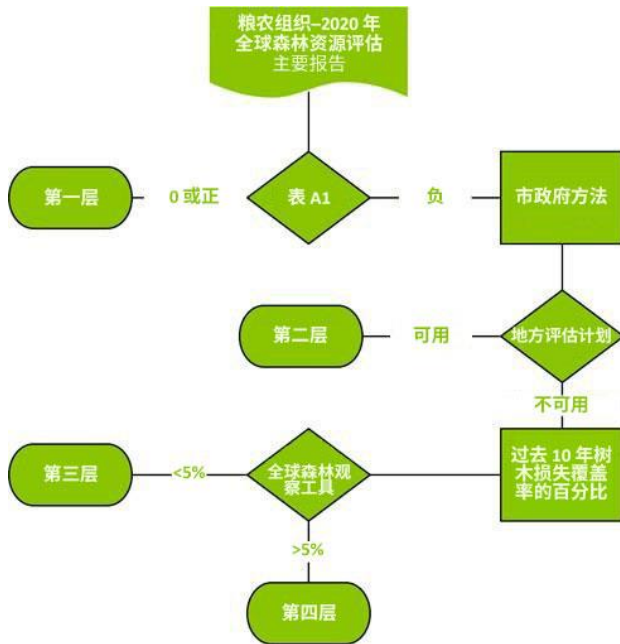 粮农组织–2020 年
全球森林资源评估
主要报告
第一层
0 或正
表 A1
负
市政府方法
第二层
可用
地方评估计划
不可用
第三层
<5%
全球森林观
察工具
过去 10 年树
木损失覆盖
率的百分比
>5%
第四层